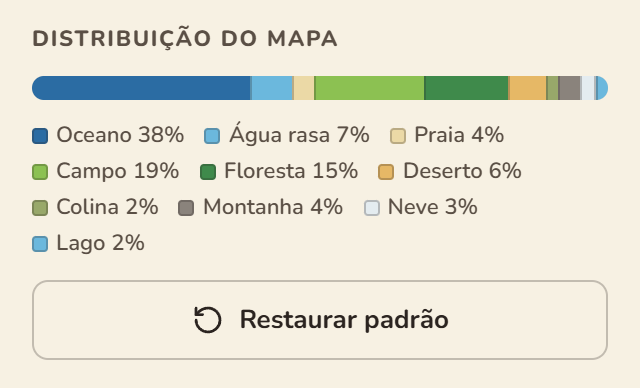 DISTRIBUIÇÃO DO MAPA
Oceano 38% Água rasa 7% Praia 4%
Campo 19% Floresta 15% Deserto 6%
Colina 2% Montanha 4% Neve 3%
Lago 2%
Restaurar padrão